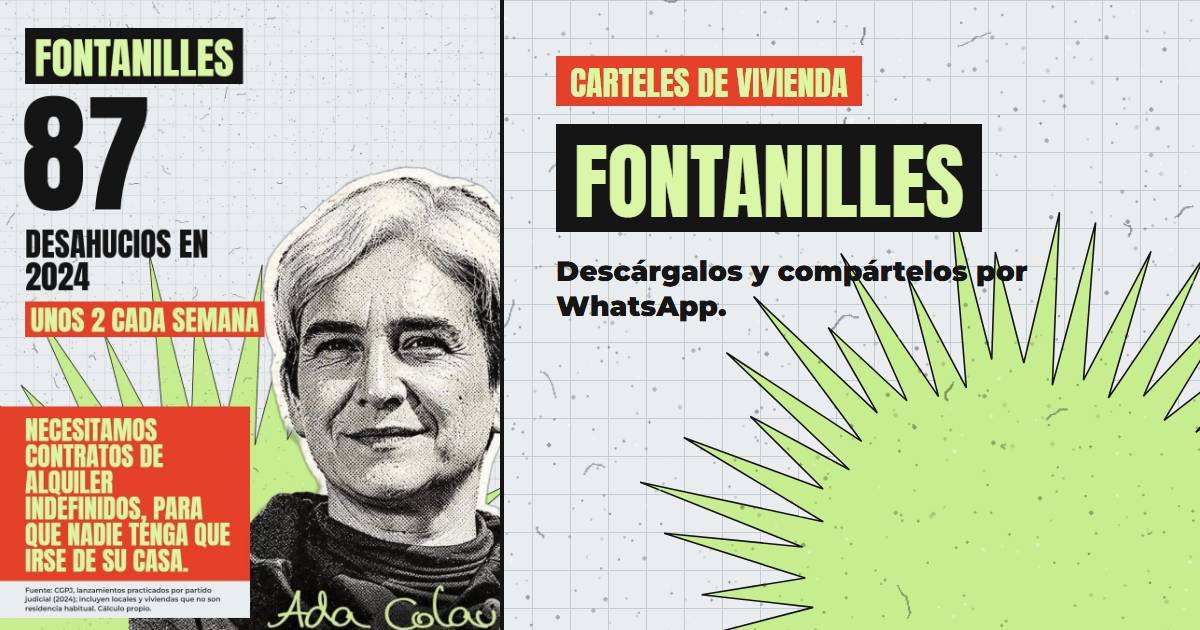 FONTANILLES
87
DESAHUCIOS EN
2024
UNOS 2 CADA SEMANA
NECESITAMOS
CONTRATOS DE
ALQUILER
INDEFINIDOS, PARA
QUE NADIE TENGA QUE
IRSE DE SU CASA.
Fuente: CGPJ, lanzamientos practicados por partido
judicial (2024); incluyen locales y viviendas que no son
residencia habitual. Cálculo propio.
Ada Colau
CARTELES DE VIVIENDA
FONTANILLES
Descárgalos y compártelos por
WhatsApp.